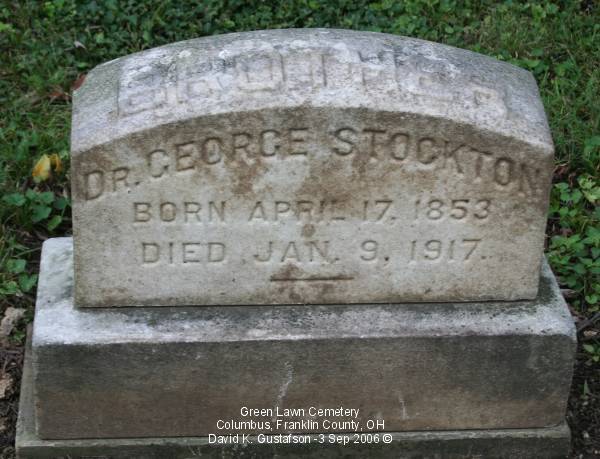 BROTHER
DR. GEORGE STOCKTON
BORN APRIL 17, 1853
DIED JAN. 9, 1917.
Green Lawn Cemetery
Columbus, Franklin County, OH
David K. Gustafson -3 Sep 2006 ©